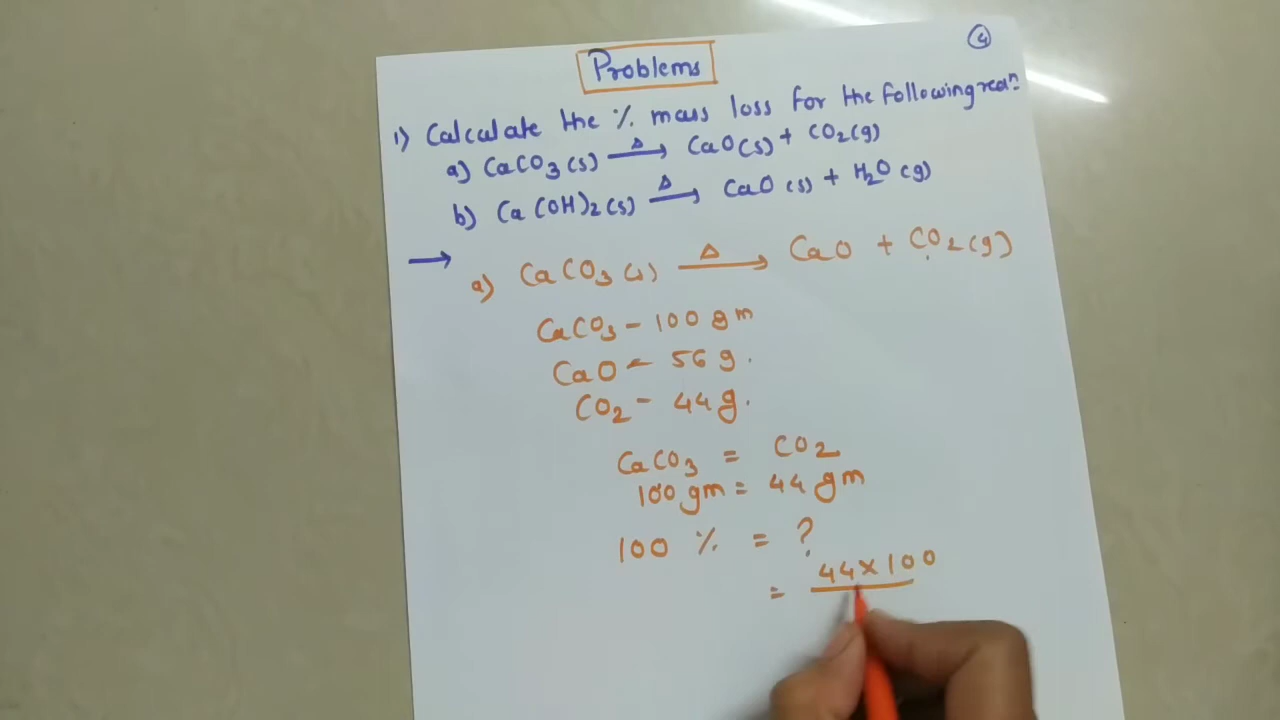 4
Problems
1) Calculate the % mass loss for the following reaⁿ
a) CaCO3 (s) —Δ→ CaO(s) + CO2(g)
b) Ca(OH)2(s) —Δ→ CaO(s) + H2O(g)
→
a) CaCO3(s) —Δ→ CaO + CO2(g)
CaCO3 - 100 gm
CaO - 56 g.
CO2 - 44 g.
CaCO3 = CO2
100 gm = 44 gm
100 % = ?
= 44 × 100